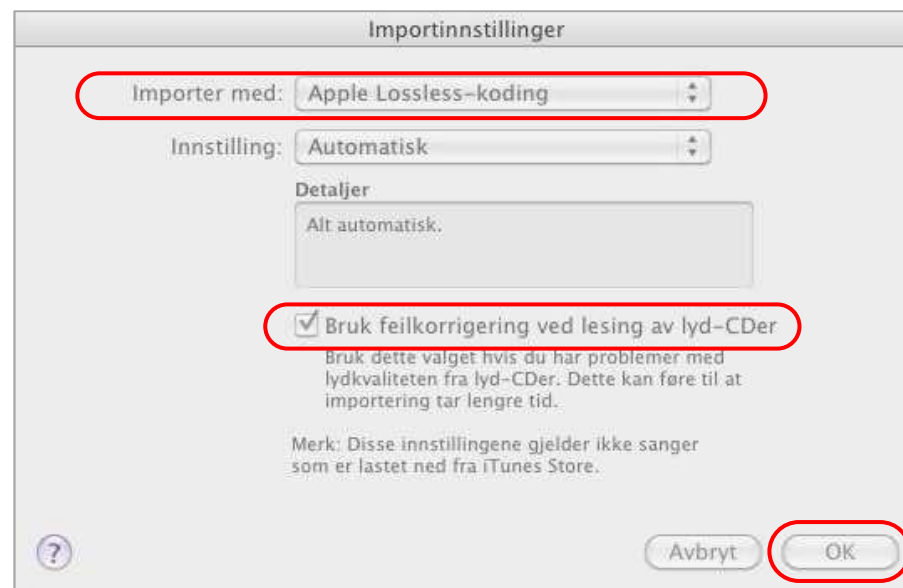 Importinnstillinger
Importer med: Apple Lossless-koding
Innstilling: Automatisk
Detaljer
Alt automatisk.
Bruk feilkorrigering ved lesing av lyd-CDer
Bruk dette valget hvis du har problemer med
lydkvaliteten fra lyd-CDer. Dette kan føre til at
importering tar lengre tid.
Merk: Disse innstillingene gjelder ikke sanger
som er lastet ned fra iTunes Store.
? Avbryt OK